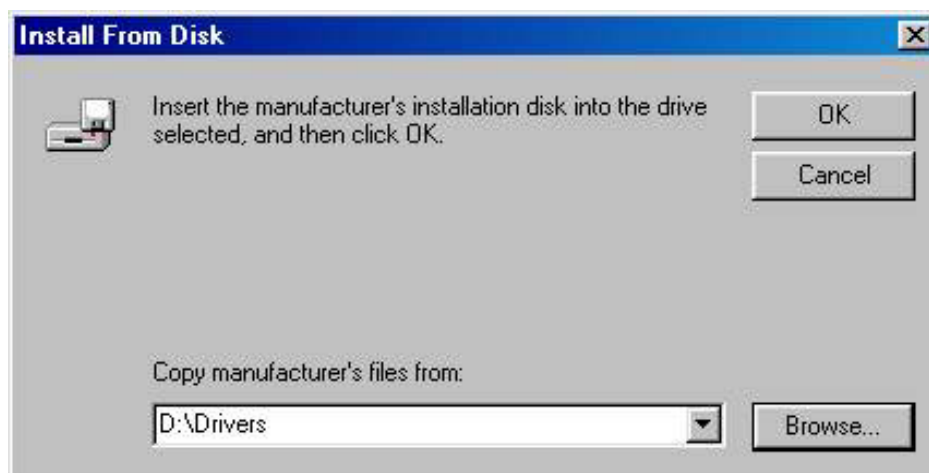 Install From Disk
Insert the manufacturer's installation disk into the drive
selected, and then click OK.
OK
Cancel
Copy manufacturer's files from:
D:\Drivers
Browse...